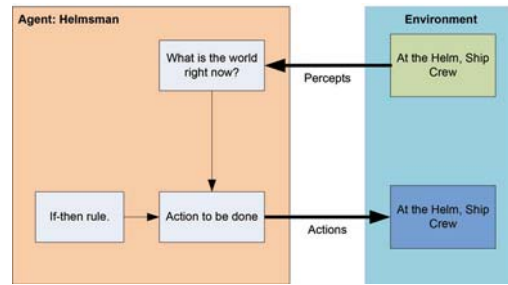 Agent: Helmsman
Environment
What is the world
right now?
Percepts
At the Helm, Ship
Crew
If-then rule.
Action to be done
Actions
At the Helm, Ship
Crew